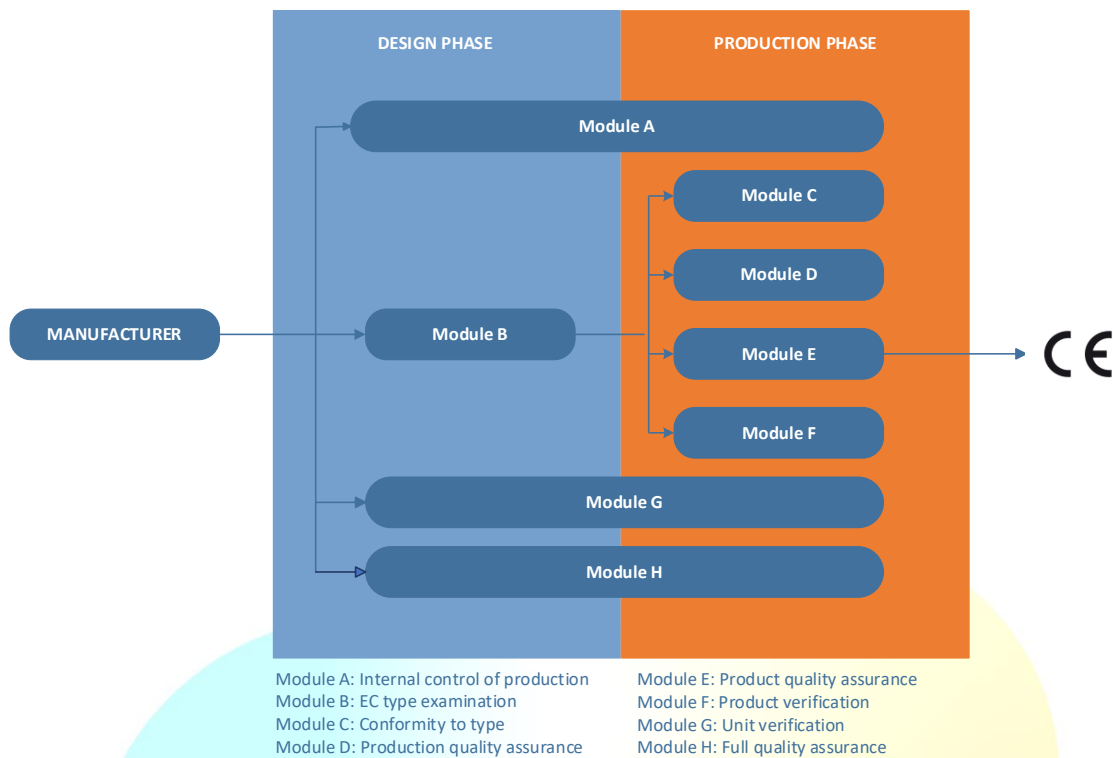 DESIGN PHASE
PRODUCTION PHASE
Module A
Module C
Module D
MANUFACTURER
Module B
Module E
CE
Module F
Module G
Module H
Module A: Internal control of production
Module B: EC type examination
Module C: Conformity to type
Module D: Production quality assurance
Module E: Product quality assurance
Module F: Product verification
Module G: Unit verification
Module H: Full quality assurance